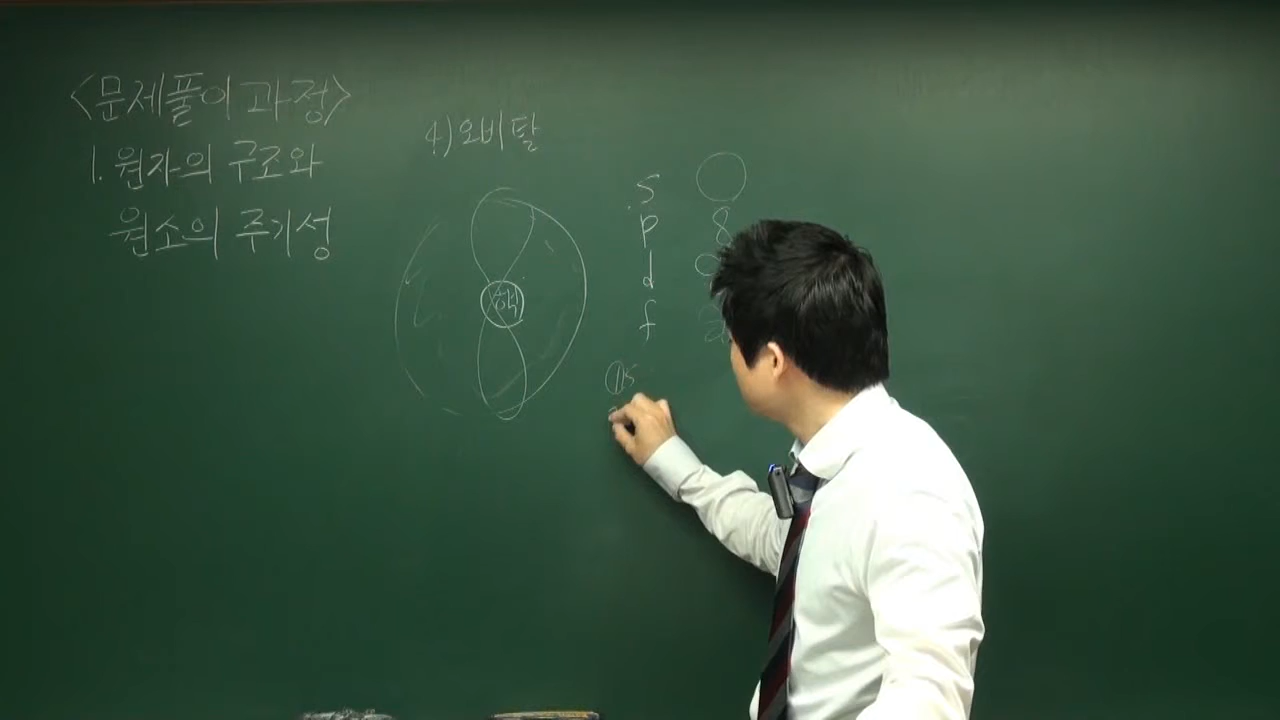 <문제풀이 과정>
1. 원자의 구조와
원소의 주기성
4) 오비탈
핵
s
p
d
f
1s